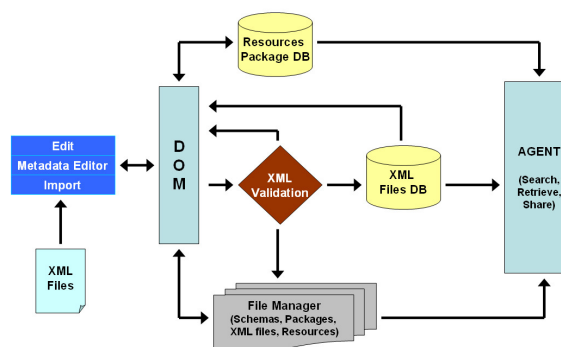 Resources
Package DB
Edit
Metadata Editor
Import
XML
Files
DOM
XML
Validation
XML
Files DB
AGENT
(Search,
Retrieve,
Share)
File Manager
(Schemas, Packages,
XML files, Resources)